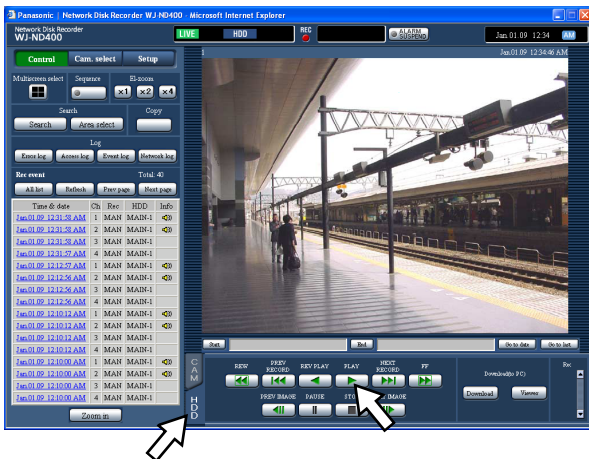 Panasonic | Network Disk Recorder WJ-ND400 - Microsoft Internet Explorer
Network Disk Recorder
WJ-ND400
LIVE HDD REC ALARM SUSPEND Jan.01.09 12:34 AM
Control Cam. select Setup
1 Jan.01.09 12:34:46 AM
Multiscreen select Sequence El-zoom
×1 ×2 ×4
Search Copy
Search Area select
Log
Error log Access log Event log Network log
Rec event Total: 40
All list Refresh Prev page Next page
Time & date Ch Rec HDD Info
Jan.01.09 12:31:58 AM 1 MAN MAIN-1
Jan.01.09 12:31:58 AM 2 MAN MAIN-1
Jan.01.09 12:31:58 AM 3 MAN MAIN-1
Jan.01.09 12:31:57 AM 4 MAN MAIN-1
Jan.01.09 12:12:57 AM 1 MAN MAIN-1
Jan.01.09 12:12:56 AM 2 MAN MAIN-1
Jan.01.09 12:12:56 AM 3 MAN MAIN-1
Jan.01.09 12:12:56 AM 4 MAN MAIN-1
Jan.01.09 12:10:12 AM 1 MAN MAIN-1
Jan.01.09 12:10:12 AM 2 MAN MAIN-1
Jan.01.09 12:10:12 AM 3 MAN MAIN-1
Jan.01.09 12:10:12 AM 4 MAN MAIN-1
Jan.01.09 12:10:00 AM 1 MAN MAIN-1
Jan.01.09 12:10:00 AM 2 MAN MAIN-1
Jan.01.09 12:10:00 AM 3 MAN MAIN-1
Jan.01.09 12:10:00 AM 4 MAN MAIN-1
Zoom in
Start End Go to date Go to last
CAM
HDD
REW PREV RECORD REV PLAY PLAY NEXT RECORD FF
PREV IMAGE PAUSE STO IMAGE
Download(to PC)
Download Viewer
Rec